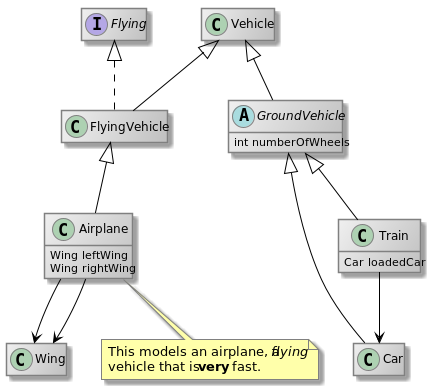 I Flying
C Vehicle
C FlyingVehicle
A GroundVehicle
int numberOfWheels
C Airplane
Wing leftWing
Wing rightWing
C Train
Car loadedCar
C Wing
This models an airplane, a flying
vehicle that is very fast.
C Car